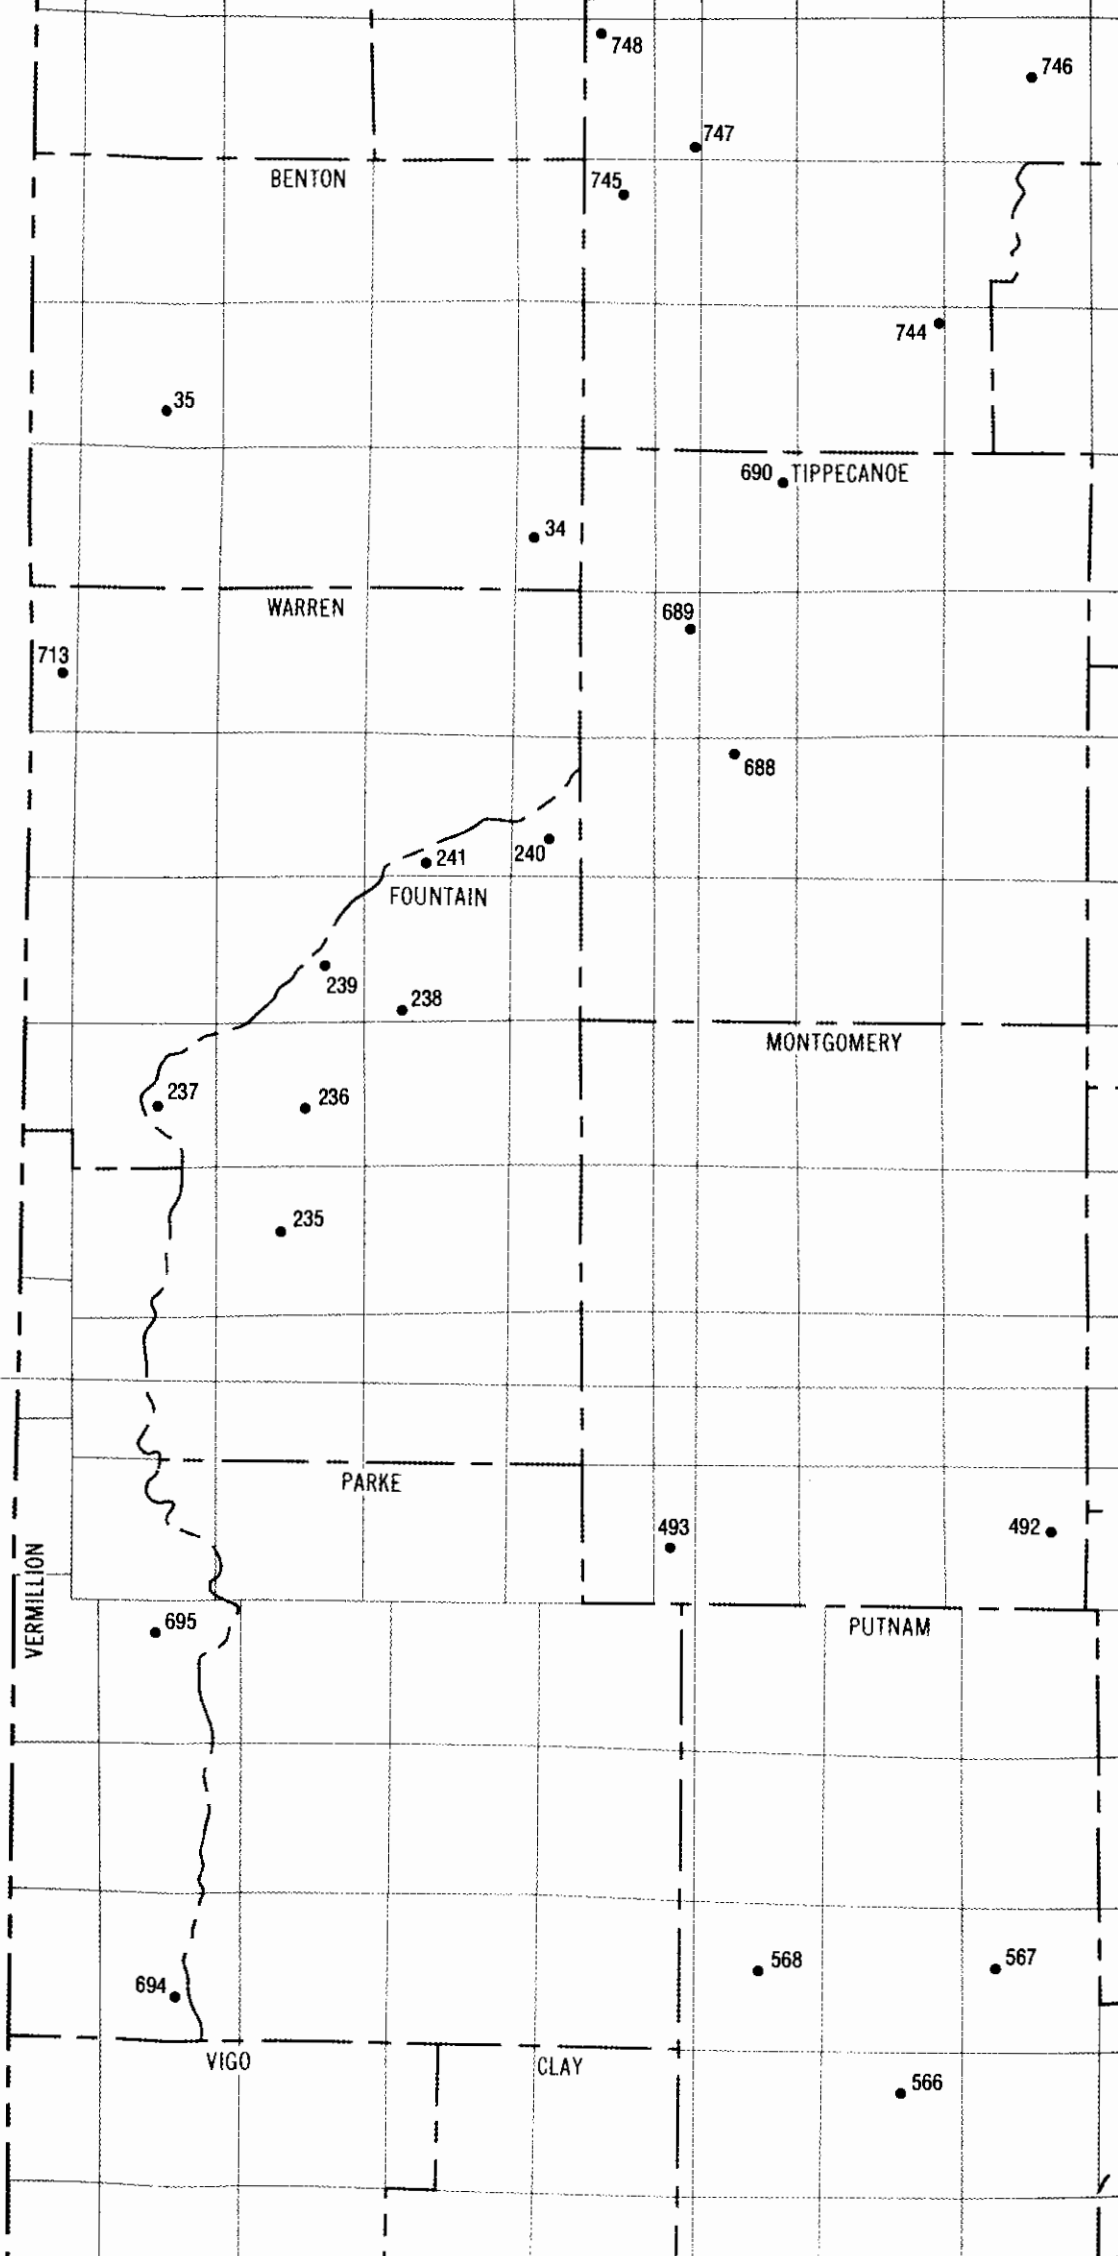 748
746
747
BENTON
745
744
35
690
TIPPECANOE
34
WARREN
689
713
688
240
241
FOUNTAIN
239
238
MONTGOMERY
237
236
235
PARKE
493
492
VERMILLION
695
PUTNAM
568
567
694
VIGO
CLAY
566